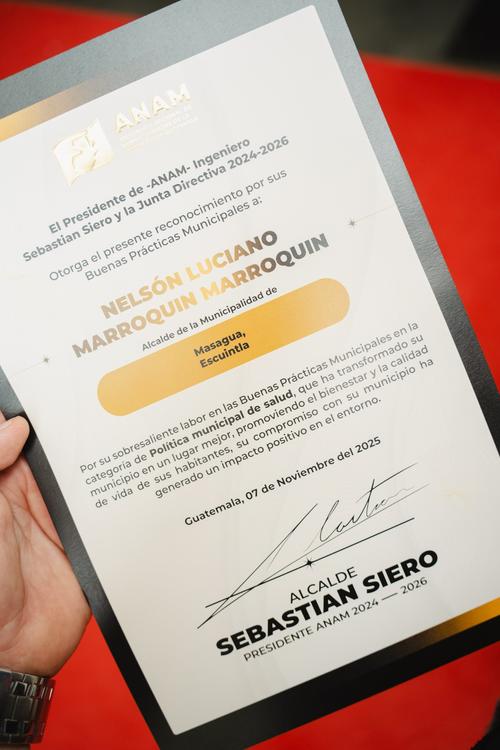 ANAM
El Presidente de -ANAM- Ingeniero
Sebastian Siero y la Junta Directiva 2024-2026
Otorga el presente reconocimiento por sus
Buenas Prácticas Municipales a:
NELSÓN LUCIANO
MARROQUIN MARROQUIN
Alcalde de la Municipalidad de
Masagua,
Escuintla
Por su sobresaliente labor en las Buenas Prácticas Municipales en la
categoría de Política municipal de salud, que ha transformado su
municipio en un lugar mejor, promoviendo el bienestar y la calidad
de vida de sus habitantes, su compromiso con su municipio ha
generado un impacto positivo en el entorno.
Guatemala, 07 de Noviembre del 2025
ALCALDE
SEBASTIAN SIERO
PRESIDENTE ANAM 2024 — 2026